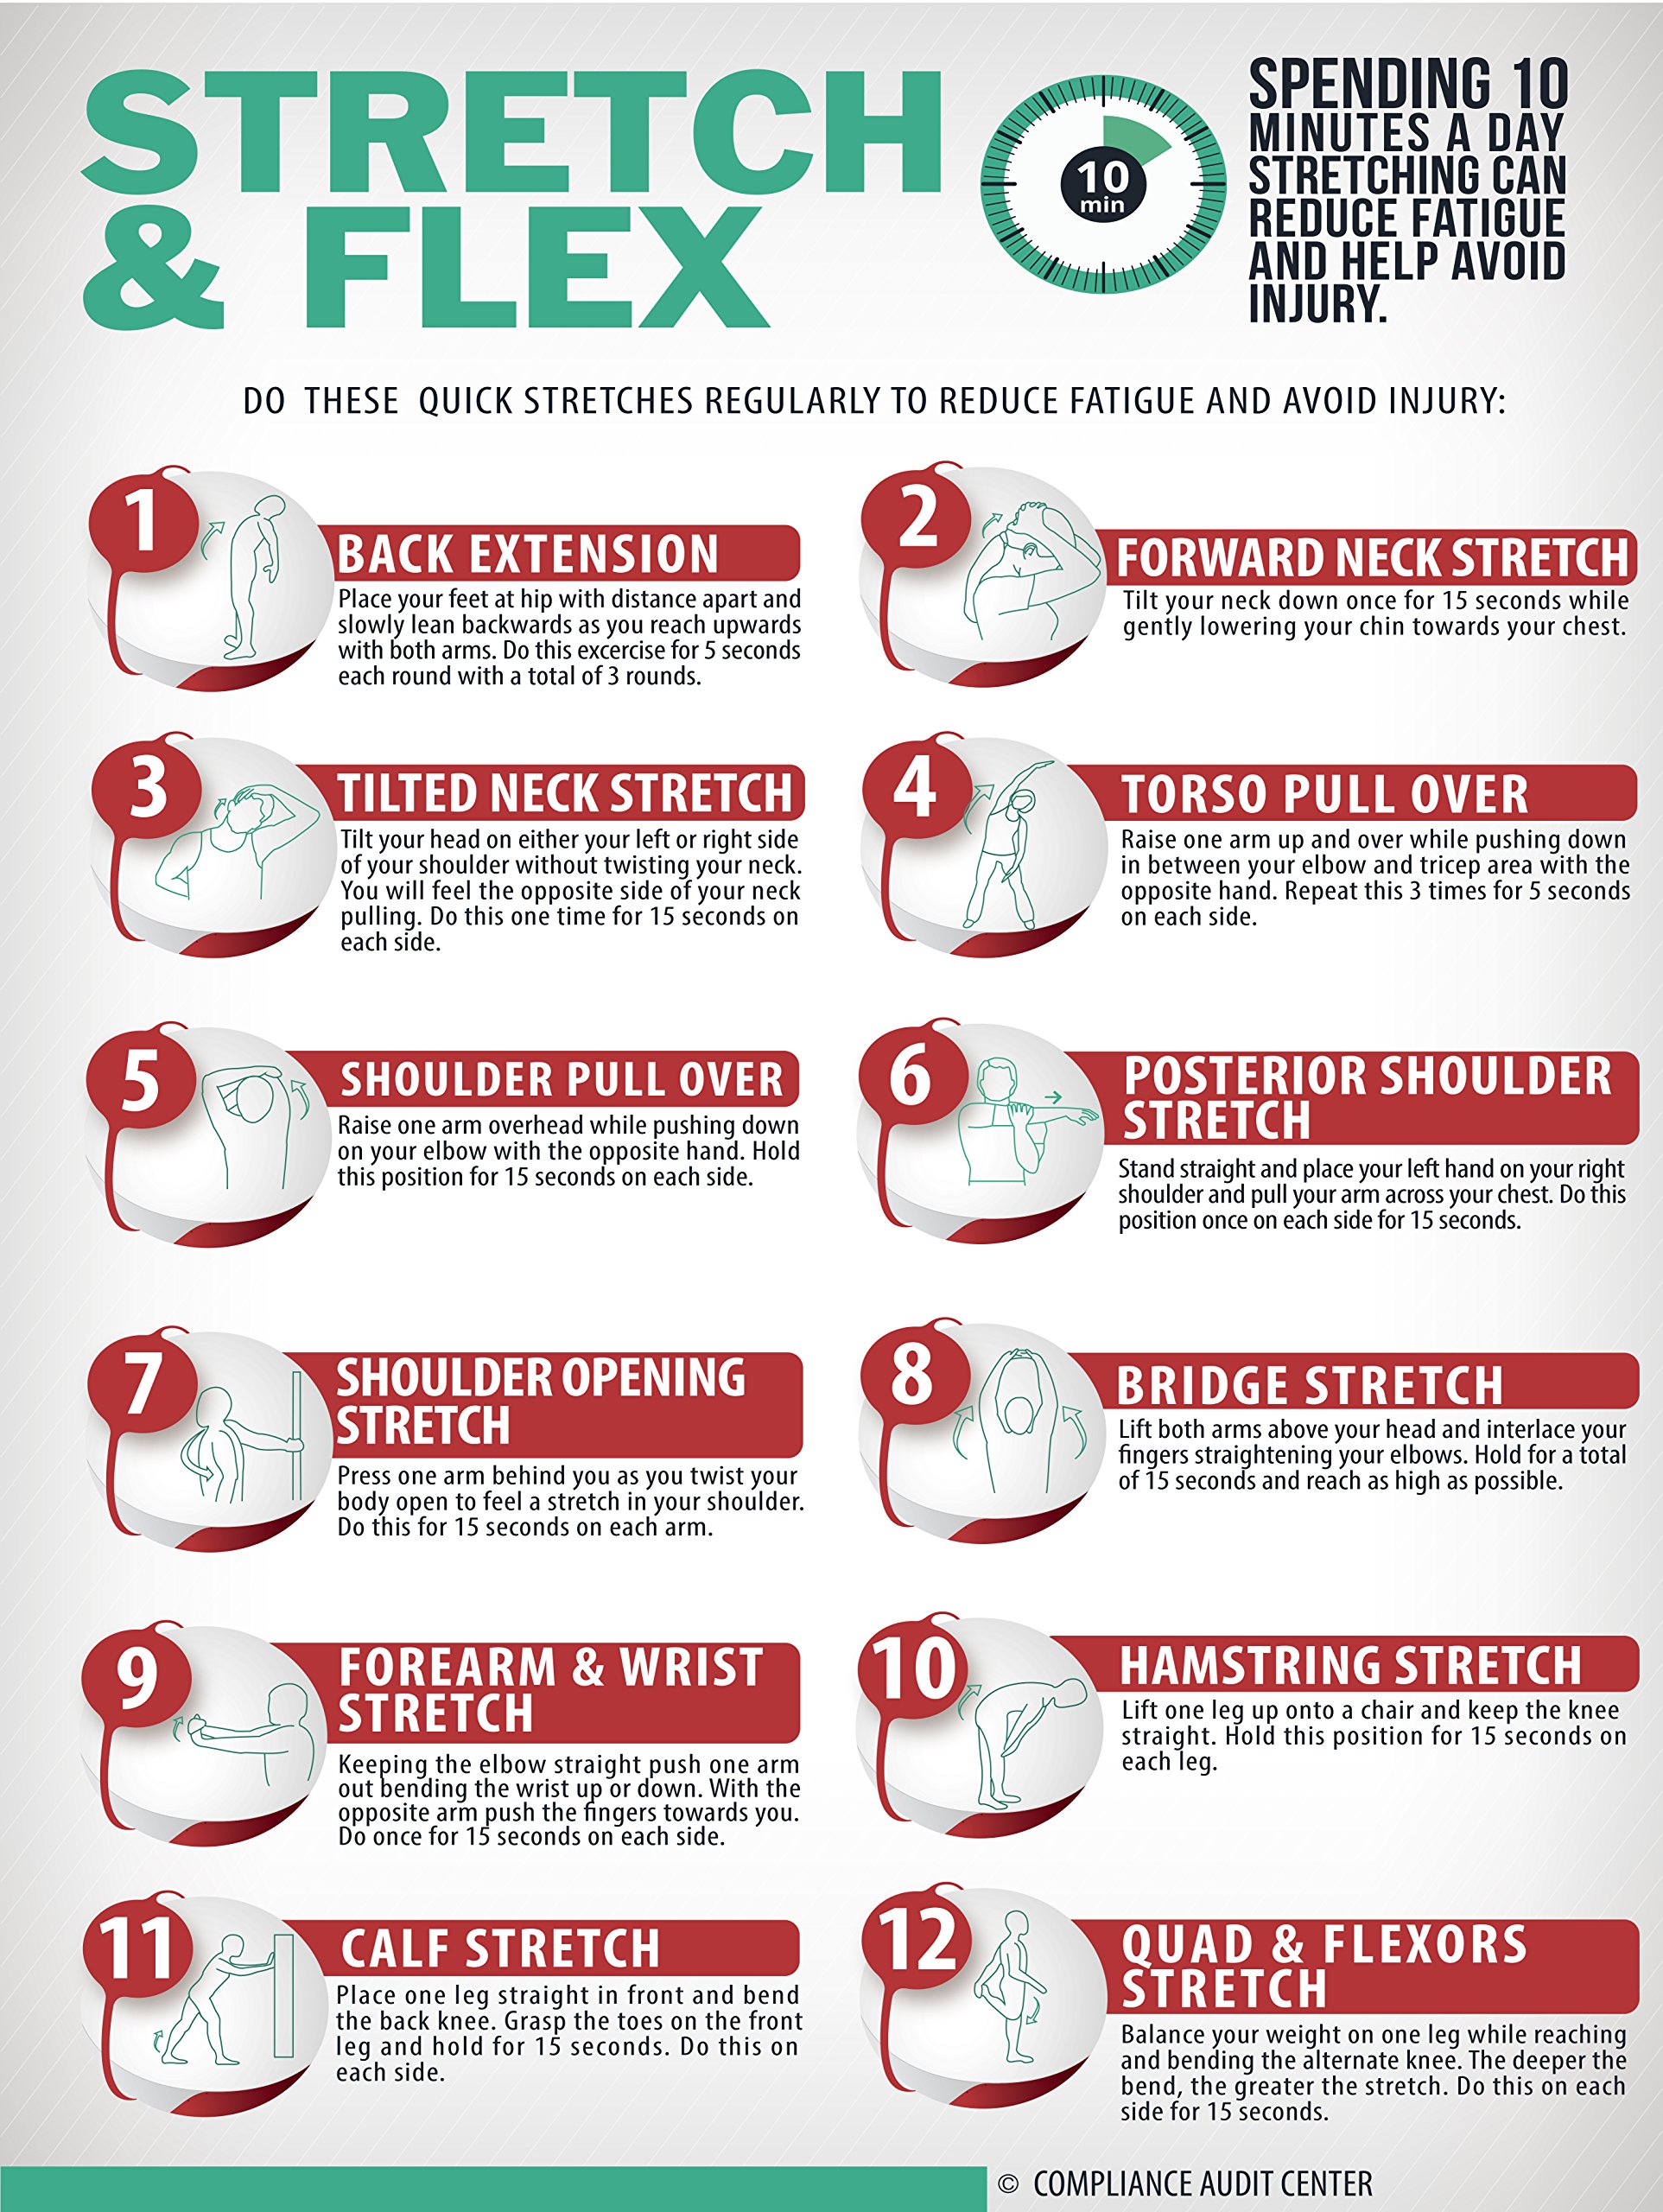 STRETCH
& FLEX
10
min
SPENDING 10
MINUTES A DAY
STRETCHING CAN
REDUCE FATIGUE
AND HELP AVOID
INJURY.
DO THESE QUICK STRETCHES REGULARLY TO REDUCE FATIGUE AND AVOID INJURY:
1
BACK EXTENSION
Place your feet at hip with distance apart and
slowly lean backwards as you reach upwards
with both arms. Do this excercise for 5 seconds
each round with a total of 3 rounds.
2
FORWARD NECK STRETCH
Tilt your neck down once for 15 seconds while
gently lowering your chin towards your chest.
3
TILTED NECK STRETCH
Tilt your head on either your left or right side
of your shoulder without twisting your neck.
You will feel the opposite side of your neck
pulling. Do this one time for 15 seconds on
each side.
4
TORSO PULL OVER
Raise one arm up and over while pushing down
in between your elbow and tricep area with the
opposite hand. Repeat this 3 times for 5 seconds
on each side.
5
SHOULDER PULL OVER
Raise one arm overhead while pushing down
on your elbow with the opposite hand. Hold
this position for 15 seconds on each side.
6
POSTERIOR SHOULDER
STRETCH
Stand straight and place your left hand on your right
shoulder and pull your arm across your chest. Do this
position once on each side for 15 seconds.
7
SHOULDER OPENING
STRETCH
Press one arm behind you as you twist your
body open to feel a stretch in your shoulder.
Do this for 15 seconds on each arm.
8
BRIDGE STRETCH
Lift both arms above your head and interlace your
fingers straightening your elbows. Hold for a total
of 15 seconds and reach as high as possible.
9
FOREARM & WRIST
STRETCH
Keeping the elbow straight push one arm
out bending the wrist up or down. With the
opposite arm push the fingers towards you.
Do once for 15 seconds on each side.
10
HAMSTRING STRETCH
Lift one leg up onto a chair and keep the knee
straight. Hold this position for 15 seconds on
each leg.
11
CALF STRETCH
Place one leg straight in front and bend
the back knee. Grasp the toes on the front
leg and hold for 15 seconds. Do this on
each side.
12
QUAD & FLEXORS
STRETCH
Balance your weight on one leg while reaching
and bending the alternate knee. The deeper the
bend, the greater the stretch. Do this on each
side for 15 seconds.
© COMPLIANCE AUDIT CENTER